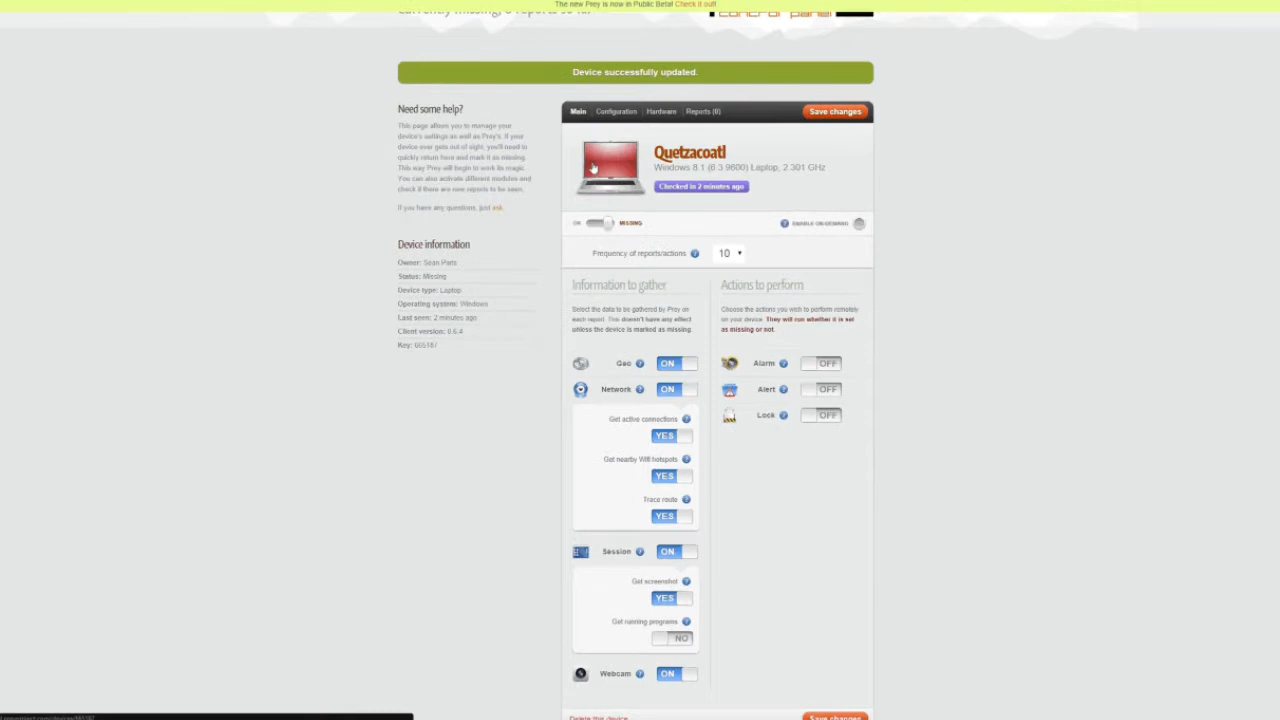 The new Prey is now in Public Beta! Check it out!
Currently missing, 0 reports so far.
control panel
Device successfully updated.
Need some help?
This page allows you to manage your
device's settings as well as Prey's. If your
device ever gets out of sight, you'll need to
quickly return here and mark it as missing.
This way Prey will begin to work its magic.
You can also activate different modules and
check if there are new reports to be seen.
If you have any questions, just ask.
Device information
Owner: Sean Paris
Status: Missing
Device type: Laptop
Operating system: Windows
Last seen: 2 minutes ago
Client version: 0.6.4
Key: 665187
Main Configuration Hardware Reports (0) Save changes
Quetzacoatl
Windows 8.1 (6.3.9600) Laptop, 2.301 GHz
Checked in 2 minutes ago
OK MISSING ? ENABLE ON-DEMAND
Frequency of reports/actions ? 10
Information to gather
Select the data to be gathered by Prey on
each report. This doesn't have any effect
unless the device is marked as missing.
Geo ? ON
Network ? ON
Get active connections ?
YES
Get nearby Wifi hotspots ?
YES
Trace route ?
YES
Session ? ON
Get screenshot ?
YES
Get running programs ?
NO
Webcam ? ON
Actions to perform
Choose the actions you wish to perform remotely
on your device. They will run whether it is set
as missing or not.
Alarm ? OFF
Alert ? OFF
Lock ? OFF
Delete this device Save changes